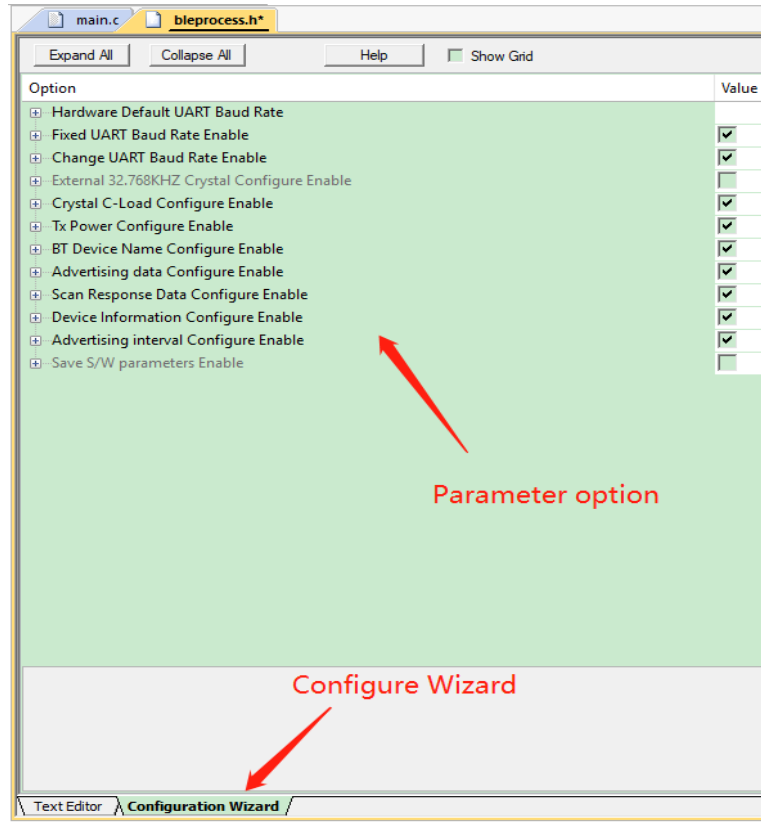 main.c bleprocess.h*
Expand All Collapse All Help Show Grid
Option Value
Hardware Default UART Baud Rate
Fixed UART Baud Rate Enable
Change UART Baud Rate Enable
External 32.768KHZ Crystal Configure Enable
Crystal C-Load Configure Enable
Tx Power Configure Enable
BT Device Name Configure Enable
Advertising data Configure Enable
Scan Response Data Configure Enable
Device Information Configure Enable
Advertising interval Configure Enable
Save S/W parameters Enable
Parameter option
Configure Wizard
Text Editor Configuration Wizard